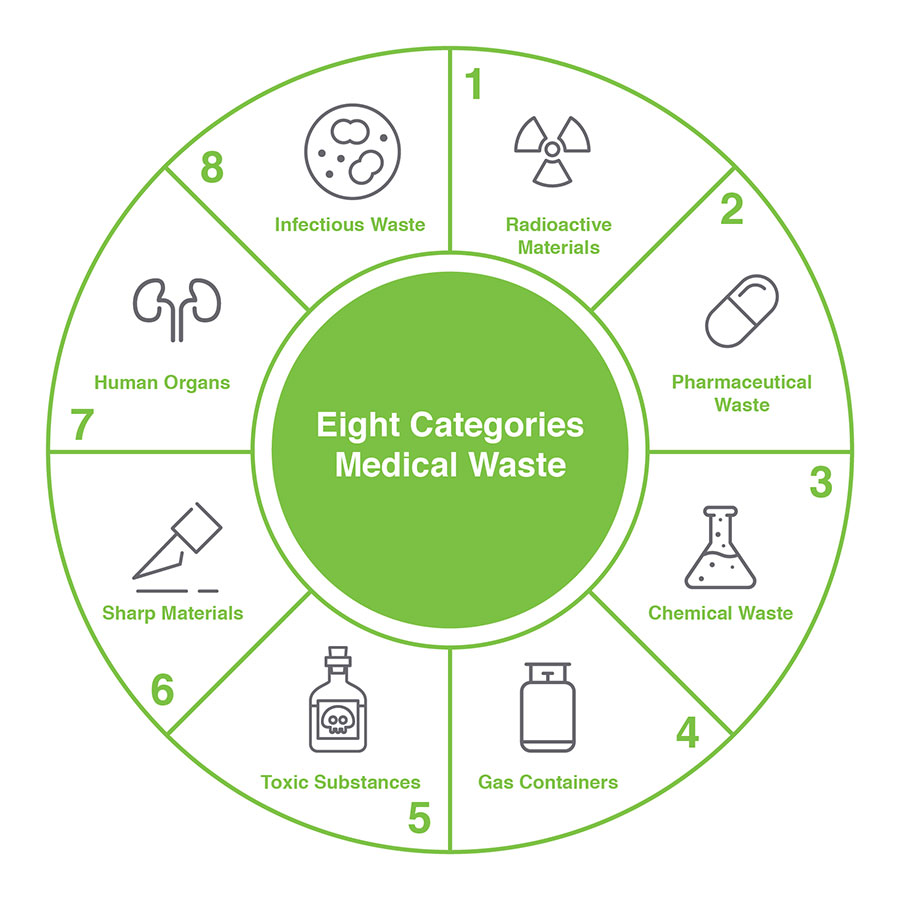 Eight Categories
Medical Waste
1
Radioactive
Materials
2
Pharmaceutical
Waste
3
Chemical Waste
4
Gas Containers
5
Toxic Substances
6
Sharp Materials
7
Human Organs
8
Infectious Waste